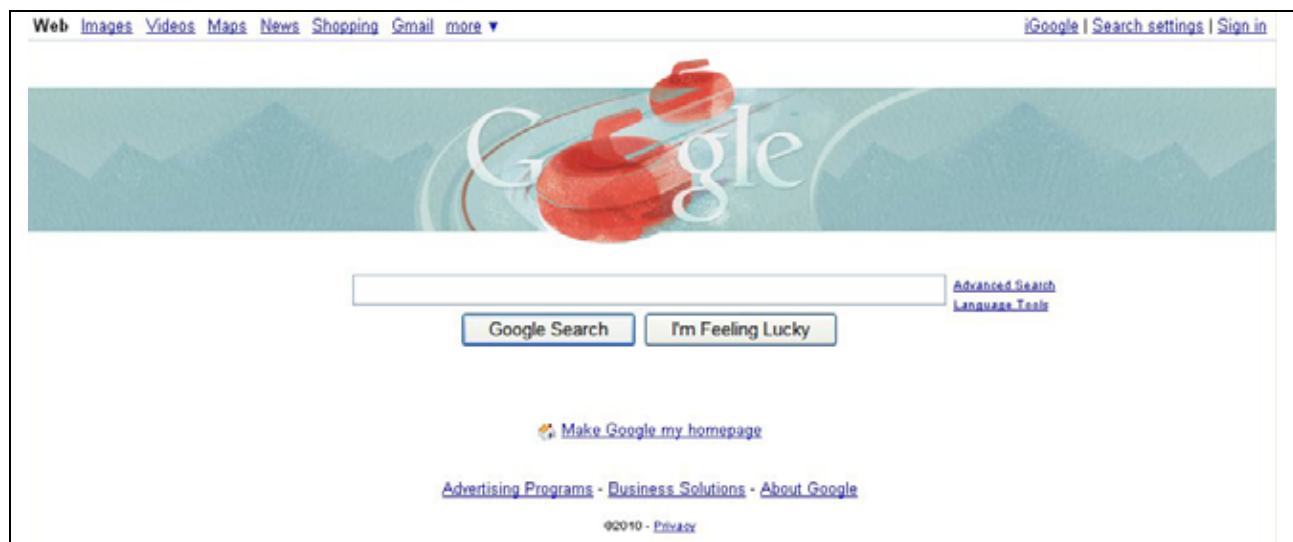 Web Images Videos Maps News Shopping Gmail more ▼ iGoogle | Search settings | Sign in
Google
Advanced Search
Language Tools
Google Search I'm Feeling Lucky
Make Google my homepage
Advertising Programs - Business Solutions - About Google
©2010 - Privacy